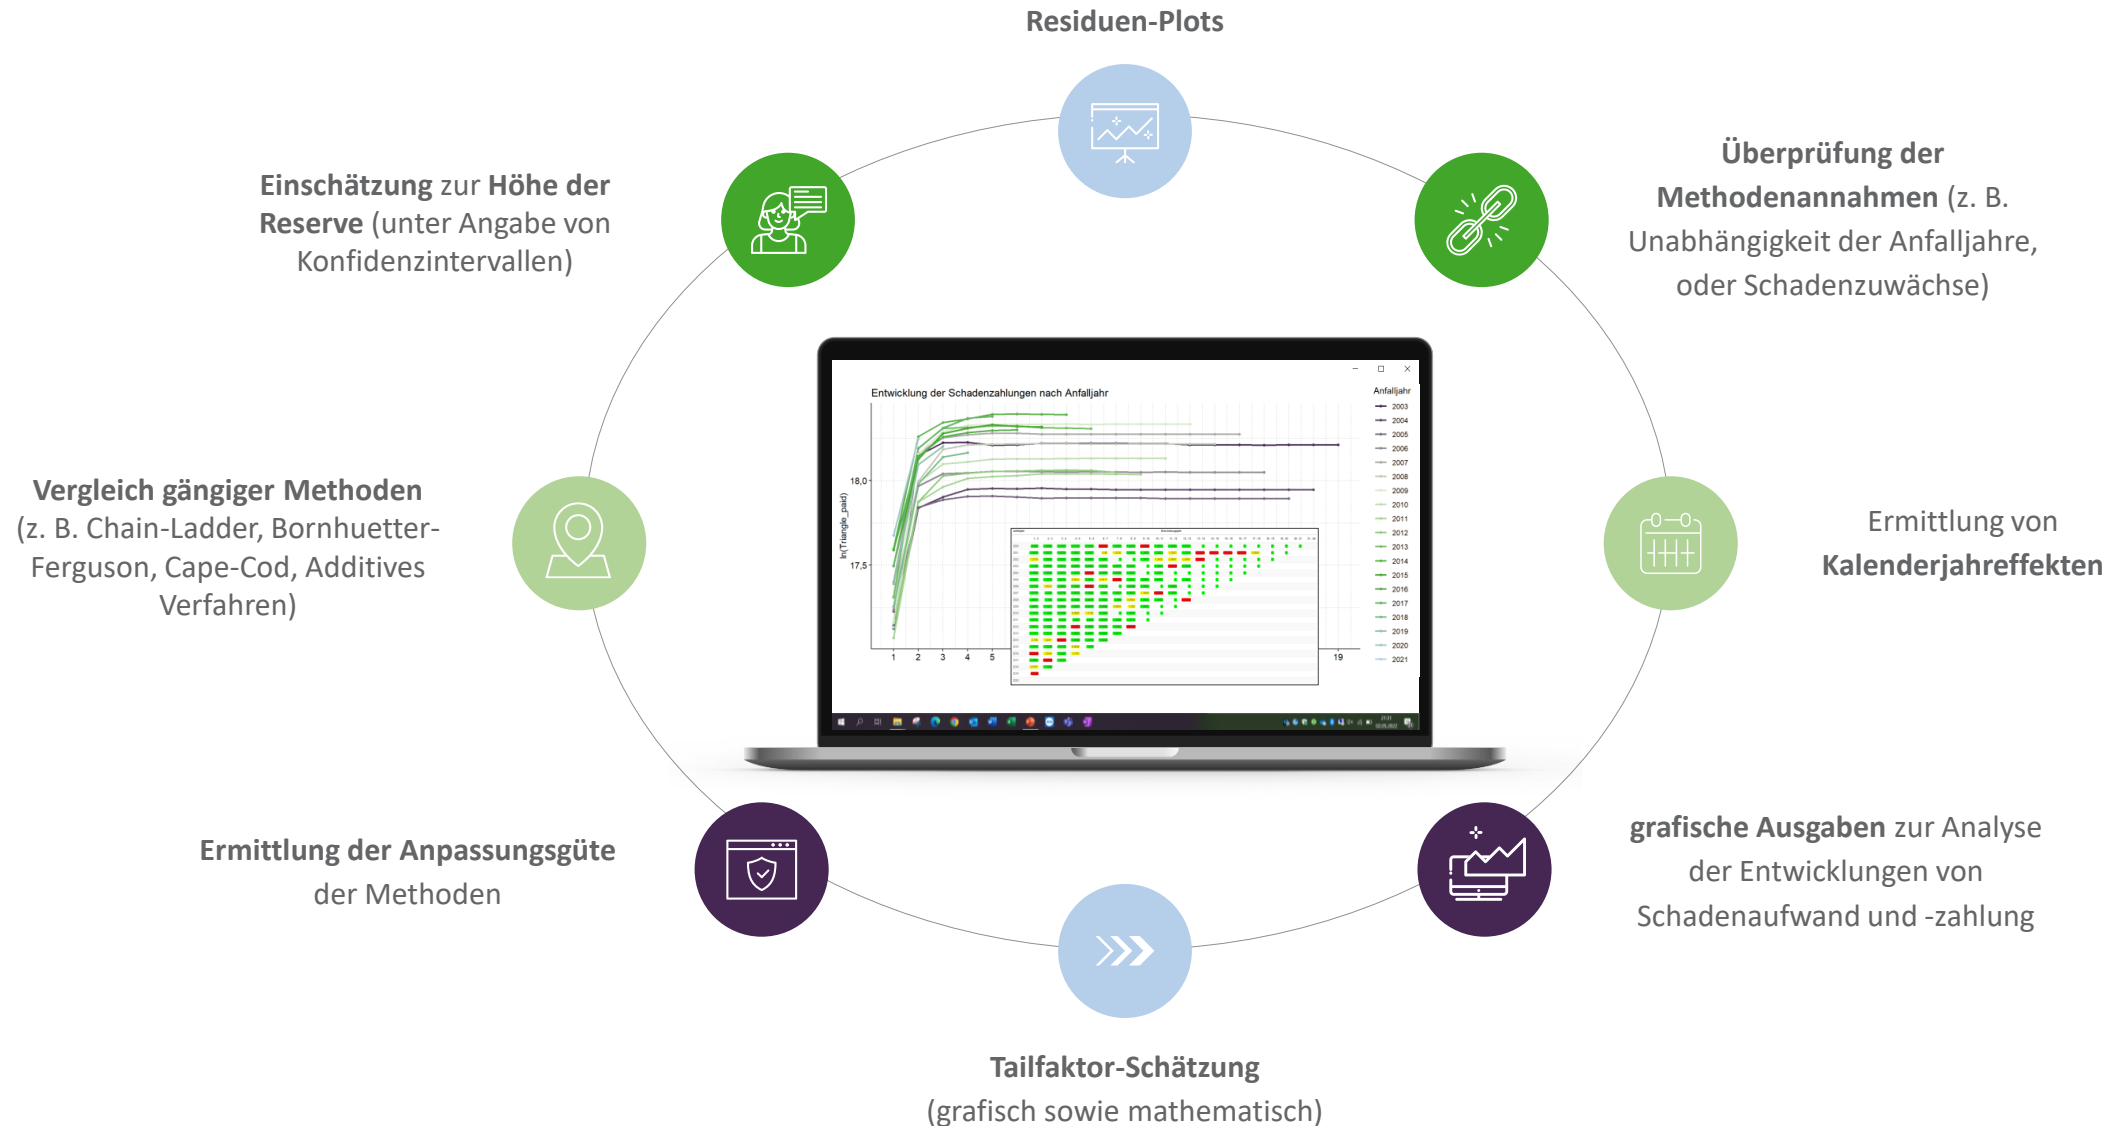 Residuen-Plots
Einschätzung zur Höhe der
Reserve (unter Angabe von
Konfidenzintervallen)
Überprüfung der
Methodenannahmen (z. B.
Unabhängigkeit der Anfalljahre,
oder Schadenzuwächse)
Vergleich gängiger Methoden
(z. B. Chain-Ladder, Bornhuetter-
Ferguson, Cape-Cod, Additives
Verfahren)
Ermittlung von
Kalenderjahreffekten
Entwicklung der Schadenzahlungen nach Anfalljahr
ln(Triangle_paid)
18,0
17,5
1 2 3 4 5 19
Anfalljahr
2003
2004
2005
2006
2007
2008
2009
2010
2011
2012
2013
2014
2015
2016
2017
2018
2019
2020
2021
Ermittlung der Anpassungsgüte
der Methoden
grafische Ausgaben zur Analyse
der Entwicklungen von
Schadenaufwand und -zahlung
Tailfaktor-Schätzung
(grafisch sowie mathematisch)